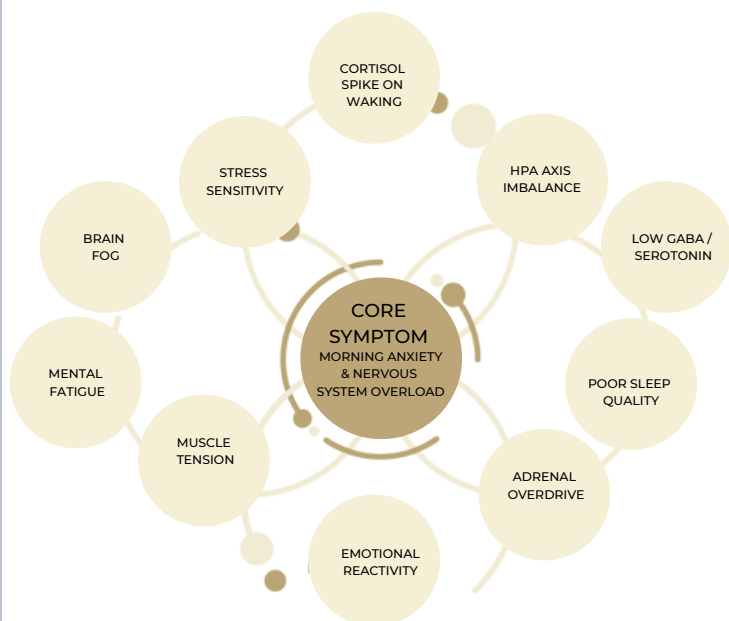 CORTISOL
SPIKE ON
WAKING
STRESS
SENSITIVITY
HPA AXIS
IMBALANCE
BRAIN
FOG
LOW GABA /
SEROTONIN
CORE
SYMPTOM
MORNING ANXIETY
& NERVOUS
SYSTEM OVERLOAD
MENTAL
FATIGUE
POOR SLEEP
QUALITY
MUSCLE
TENSION
ADRENAL
OVERDRIVE
EMOTIONAL
REACTIVITY